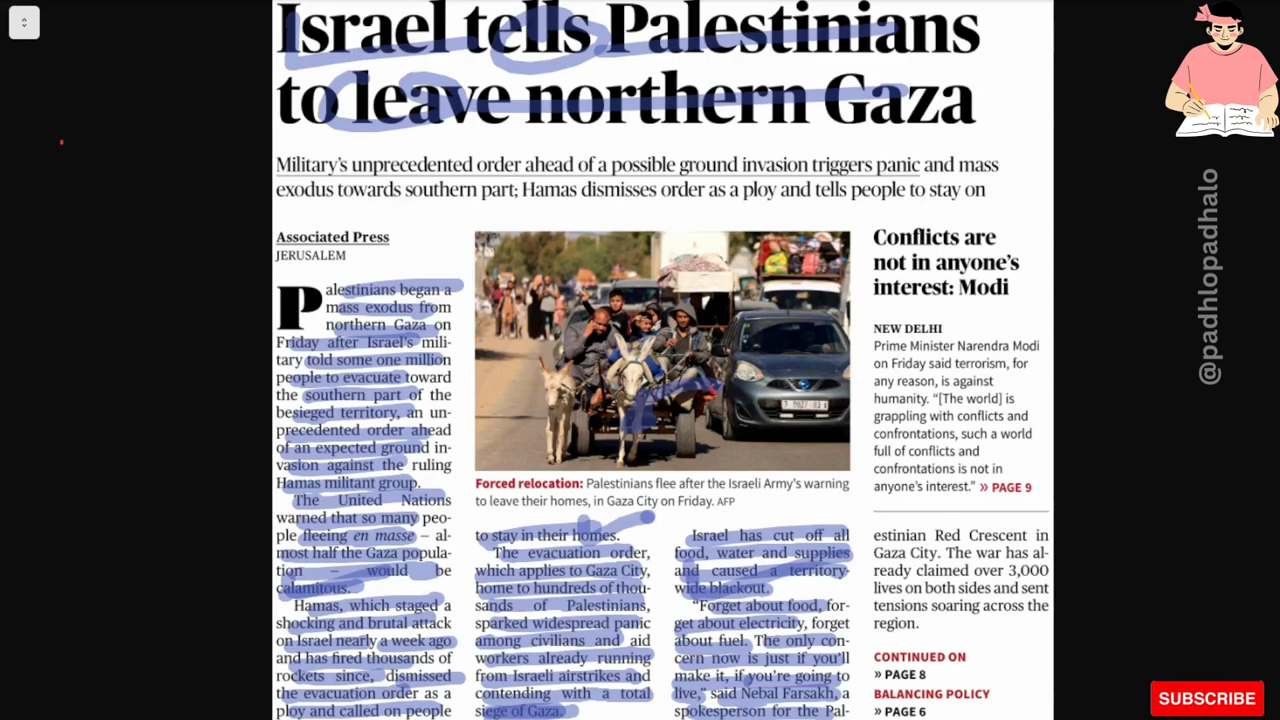 Israel tells Palestinians
to leave northern Gaza
Military's unprecedented order ahead of a possible ground invasion triggers panic and mass
exodus towards southern part; Hamas dismisses order as a ploy and tells people to stay on
Associated Press
JERUSALEM
Palestinians began a
mass exodus from
northern Gaza on
Friday after Israel's mili-
tary told some one million
people to evacuate toward
the southern part of the
besieged territory, an un-
precedented order ahead
of an expected ground in-
vasion against the ruling
Hamas militant group.
The United Nations
warned that so many peo-
ple fleeing en masse – al-
most half the Gaza popula-
tion – would be
calamitous.
Hamas, which staged a
shocking and brutal attack
on Israel nearly a week ago
and has fired thousands of
rockets since, dismissed
the evacuation order as a
ploy and called on people
Forced relocation: Palestinians flee after the Israeli Army's warning
to leave their homes, in Gaza City on Friday. AFP
to stay in their homes.
The evacuation order,
which applies to Gaza City,
home to hundreds of thou-
sands of Palestinians,
sparked widespread panic
among civilians and aid
workers already running
from Israeli airstrikes and
contending with a total
siege of Gaza.
Israel has cut off all
food, water and supplies
and caused a territory-
wide blackout.
"Forget about food, for-
get about electricity, forget
about fuel. The only con-
cern now is just if you'll
make it, if you're going to
live," said Nebal Farsakh, a
spokesperson for the Pal-
Conflicts are
not in anyone's
interest: Modi
NEW DELHI
Prime Minister Narendra Modi
on Friday said terrorism, for
any reason, is against
humanity. "[The world] is
grappling with conflicts and
confrontations, such a world
full of conflicts and
confrontations is not in
anyone's interest." » PAGE 9
estinian Red Crescent in
Gaza City. The war has al-
ready claimed over 3,000
lives on both sides and sent
tensions soaring across the
region.
CONTINUED ON
» PAGE 8
BALANCING POLICY
» PAGE 6
@padhlopadhalo
SUBSCRIBE